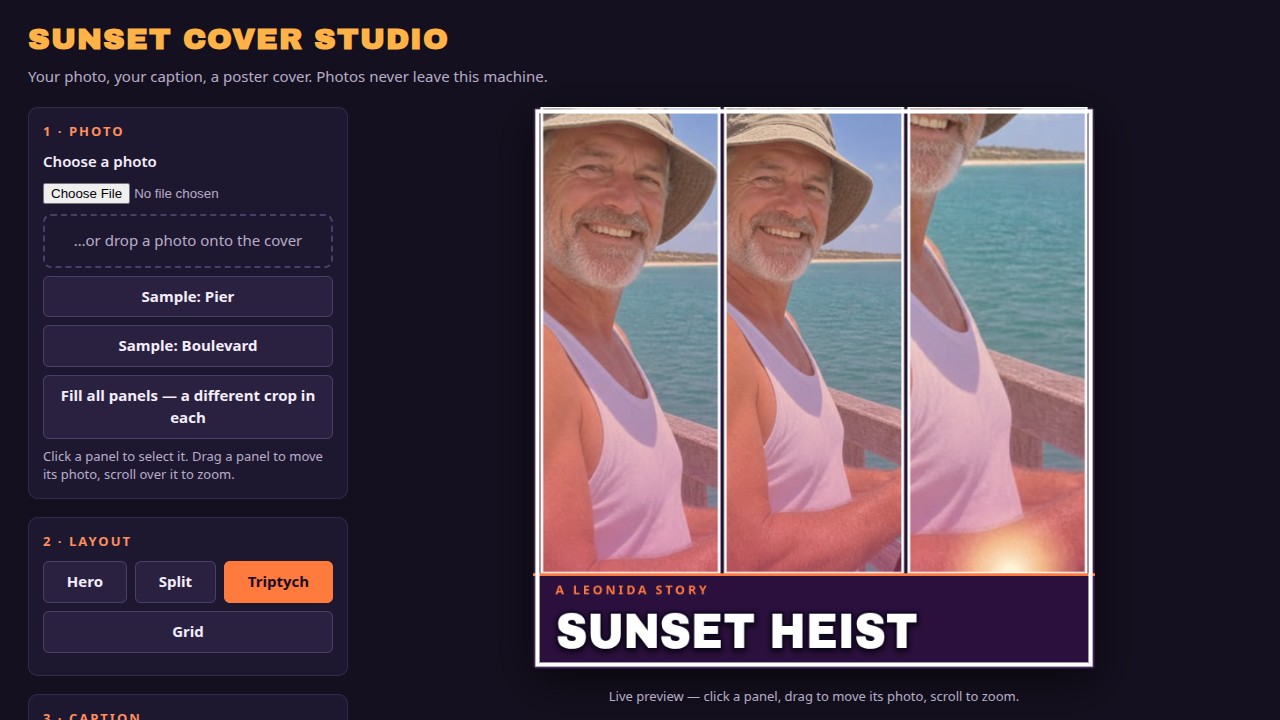 SUNSET COVER STUDIO
Your photo, your caption, a poster cover. Photos never leave this machine.
1 · PHOTO
Choose a photo
Choose File No file chosen
...or drop a photo onto the cover
Sample: Pier
Sample: Boulevard
Fill all panels — a different crop in
each
Click a panel to select it. Drag a panel to move
its photo, scroll over it to zoom.
2 · LAYOUT
Hero Split Triptych
Grid
3 · CAPTION
A LEONIDA STORY
SUNSET HEIST
Live preview — click a panel, drag to move its photo, scroll to zoom.